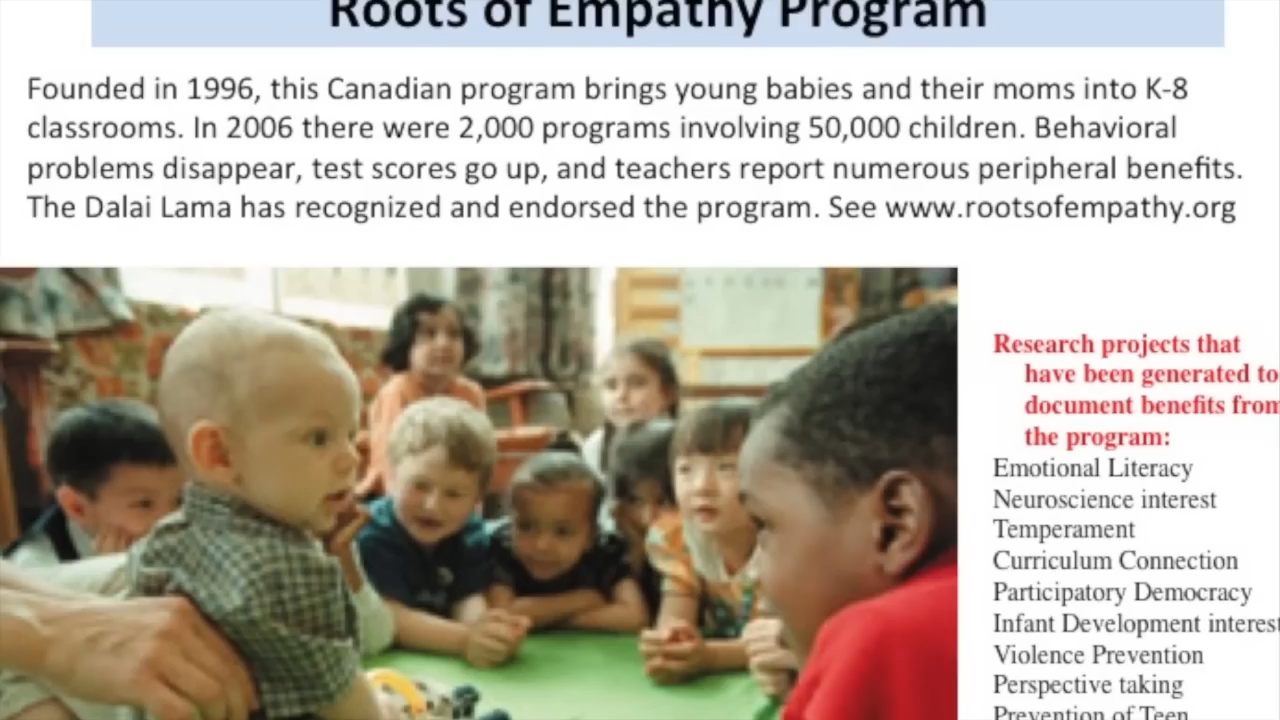 Roots of Empathy Program
Founded in 1996, this Canadian program brings young babies and their moms into K-8
classrooms. In 2006 there were 2,000 programs involving 50,000 children. Behavioral
problems disappear, test scores go up, and teachers report numerous peripheral benefits.
The Dalai Lama has recognized and endorsed the program. See www.rootsofempathy.org
Research projects that
have been generated to
document benefits from
the program:
Emotional Literacy
Neuroscience interest
Temperament
Curriculum Connection
Participatory Democracy
Infant Development interest
Violence Prevention
Perspective taking
Prevention of Teen